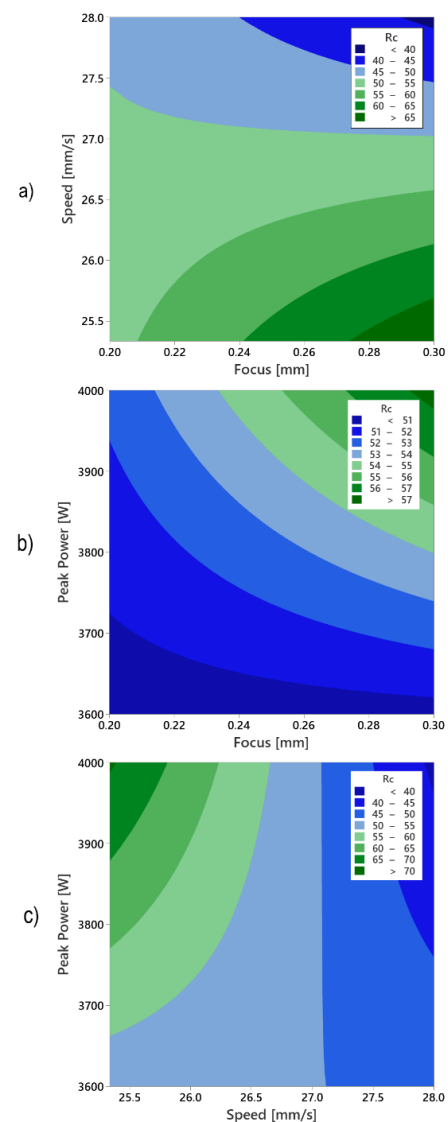 a)
Speed [mm/s]
28.0
27.5
27.0
26.5
26.0
25.5
Rc
< 40
40 – 45
45 – 50
50 – 55
55 – 60
60 – 65
> 65
0.20 0.22 0.24 0.26 0.28 0.30
Focus [mm]
b)
Peak Power [W]
4000
3900
3800
3700
3600
Rc
< 51
51 – 52
52 – 53
53 – 54
54 – 55
55 – 56
56 – 57
> 57
0.20 0.22 0.24 0.26 0.28 0.30
Focus [mm]
c)
Peak Power [W]
4000
3900
3800
3700
3600
Rc
< 40
40 – 45
45 – 50
50 – 55
55 – 60
60 – 65
65 – 70
> 70
25.5 26.0 26.5 27.0 27.5 28.0
Speed [mm/s]